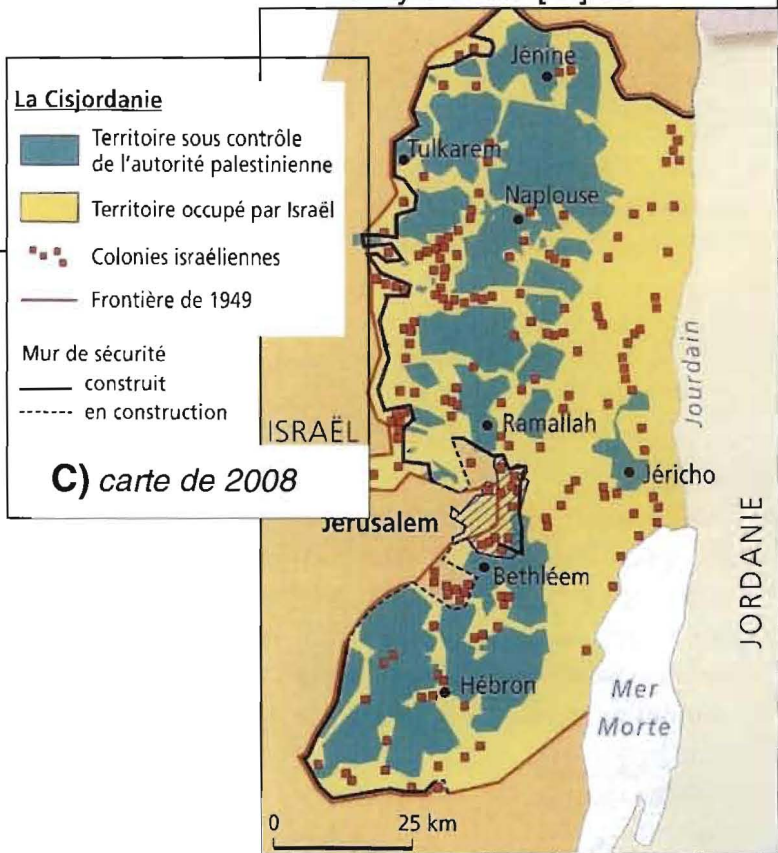 La Cisjordanie
Territoire sous contrôle
de l'autorité palestinienne
Territoire occupé par Israël
Colonies israéliennes
Frontière de 1949
Mur de sécurité
construit
en construction
C) carte de 2008
Jénine
Tulkarem
Naplouse
Jourdain
ISRAËL
Ramallah
Jéricho
Jérusalem
Bethléem
JORDANIE
Hébron
Mer
Morte
0 25 km